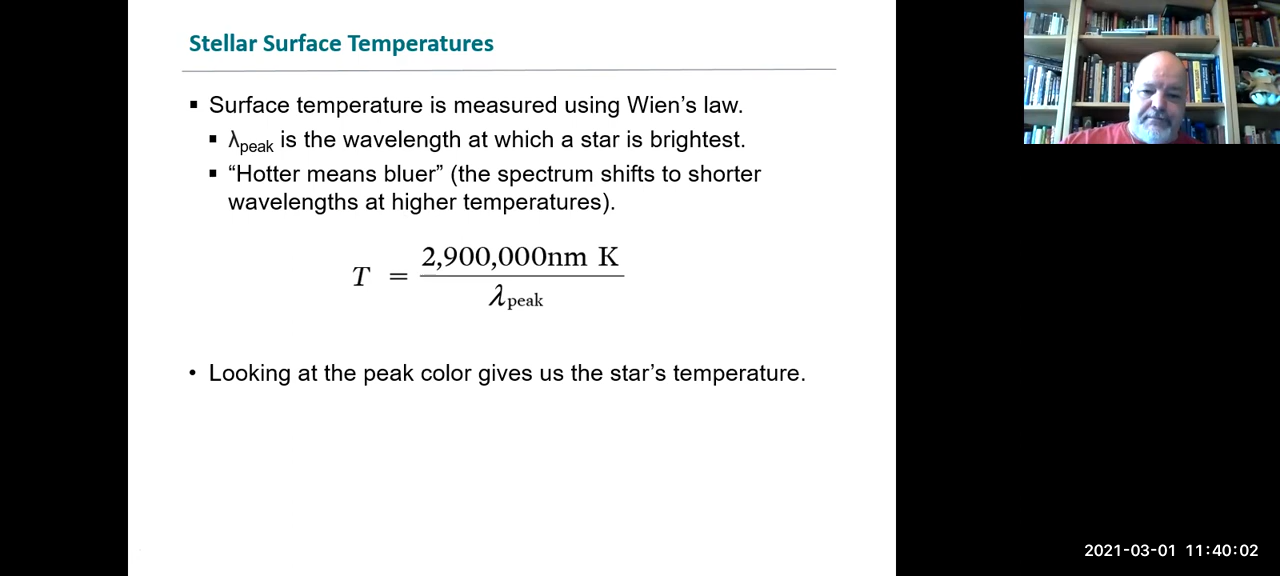 Stellar Surface Temperatures
▪ Surface temperature is measured using Wien's law.
▪ λpeak is the wavelength at which a star is brightest.
▪ “Hotter means bluer” (the spectrum shifts to shorter
wavelengths at higher temperatures).
T = 2,900,000nm K / λpeak
• Looking at the peak color gives us the star's temperature.
2021-03-01 11:40:02